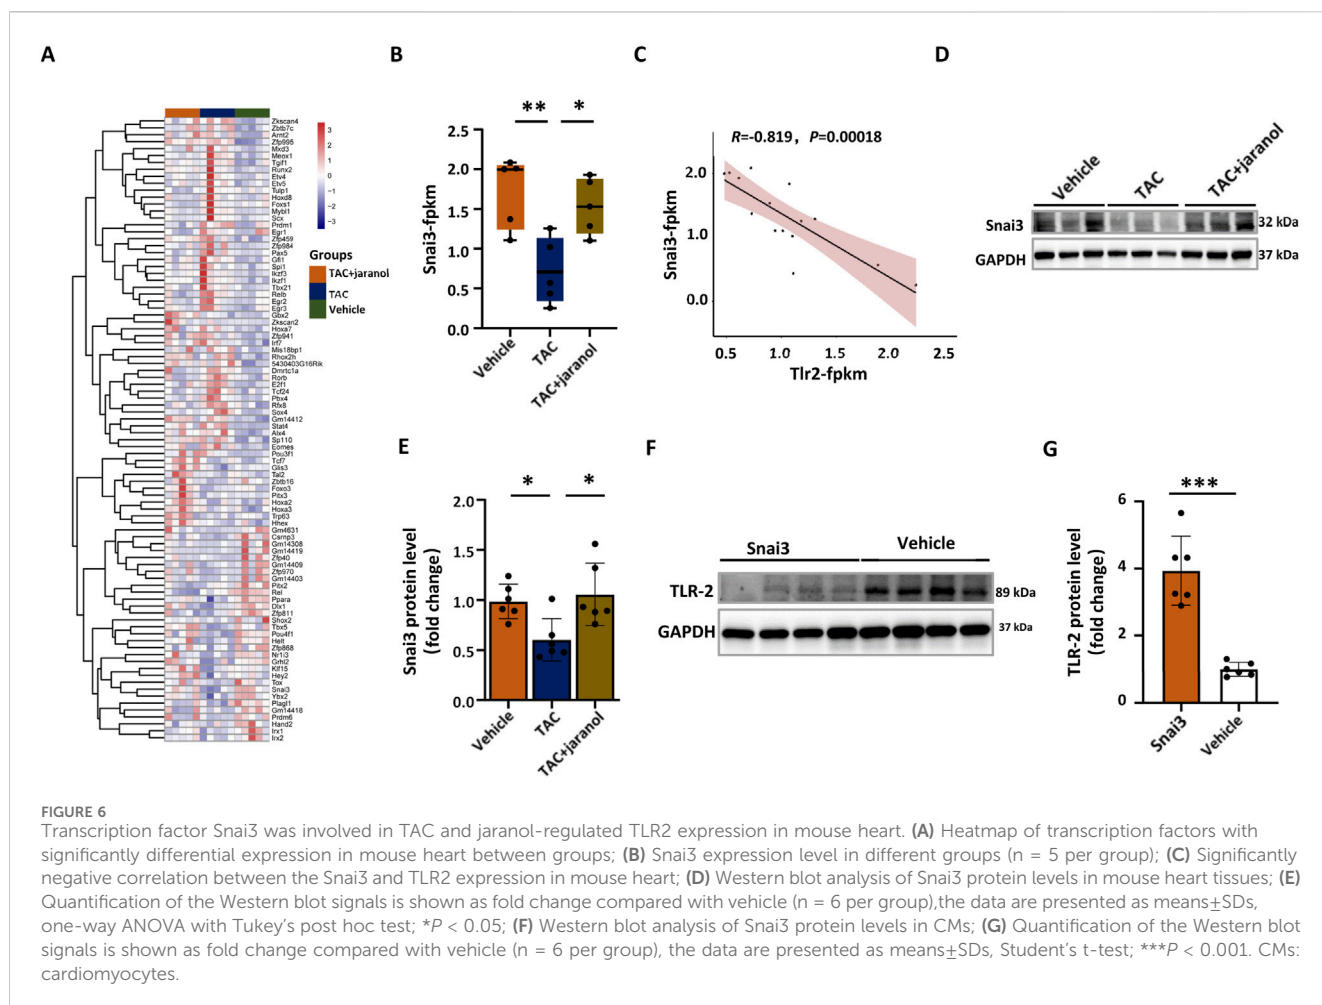 A
B
C
D
Zkscan4
Zbtb7c
Arnt2
Zfp995
Mxd3
Meox1
Tgif1
Runx2
Etv4
Etv5
Tulp1
Hoxd8
Foxs1
Mybl1
Scx
Prdm1
Egr1
Zfp459
Zfp984
Pax5
Gfi1
Spi1
Ikzf3
Ikzf1
Tbx21
Relb
Egr2
Egr3
Gbx2
Zkscan2
Hoxa7
Zfp941
Irf7
Mis18bp1
Rhox2h
5430403G16Rik
Dmrtc1a
Rorb
E2f1
Tcf24
Pbx4
Rfx8
Sox4
Gm14412
Stat4
Alx4
Sp110
Eomes
Pou3f1
Tcf7
Glis3
Tal2
Zbtb16
Foxo3
Pitx3
Hoxa2
Hoxa3
Trp63
Hhex
Gm4631
Csrnp3
Gm14308
Gm14419
Zfp40
Gm14409
Zfp970
Gm14403
Pitx2
Rel
Ppara
Dlx1
Zfp811
Shox2
Tbx5
Pou4f1
Helt
Zfp868
Nr1i3
Grhl2
Klf15
Hey2
Tox
Snai3
Ybx2
Plagl1
Gm14418
Prdm6
Hand2
Irx1
Irx2
3
2
1
0
−1
−2
−3
Groups
TAC+jaranol
TAC
Vehicle
** *
2.5
2.0
1.5
1.0
0.5
0.0
Snai3-fpkm
Vehicle
TAC
TAC+jaranol
R=-0.819, P=0.00018
2.0
1.0
0.0
Snai3-fpkm
0.5 1.0 1.5 2.0 2.5
Tlr2-fpkm
Vehicle TAC TAC+jaranol
Snai3 32 kDa
GAPDH 37 kDa
E
F
G
* *
2.0
1.5
1.0
0.5
0.0
Snai3 protein level
(fold change)
Vehicle
TAC
TAC+jaranol
Snai3 Vehicle
TLR-2 89 kDa
GAPDH 37 kDa
***
6
4
2
0
TLR-2 protein level
(fold change)
Snai3
Vehicle
FIGURE 6
Transcription factor Snai3 was involved in TAC and jaranol-regulated TLR2 expression in mouse heart. (A) Heatmap of transcription factors with
significantly differential expression in mouse heart between groups; (B) Snai3 expression level in different groups (n = 5 per group); (C) Significantly
negative correlation between the Snai3 and TLR2 expression in mouse heart; (D) Western blot analysis of Snai3 protein levels in mouse heart tissues; (E)
Quantification of the Western blot signals is shown as fold change compared with vehicle (n = 6 per group),the data are presented as means±SDs,
one-way ANOVA with Tukey's post hoc test; *P < 0.05; (F) Western blot analysis of Snai3 protein levels in CMs; (G) Quantification of the Western blot
signals is shown as fold change compared with vehicle (n = 6 per group), the data are presented as means±SDs, Student's t-test; ***P < 0.001. CMs:
cardiomyocytes.